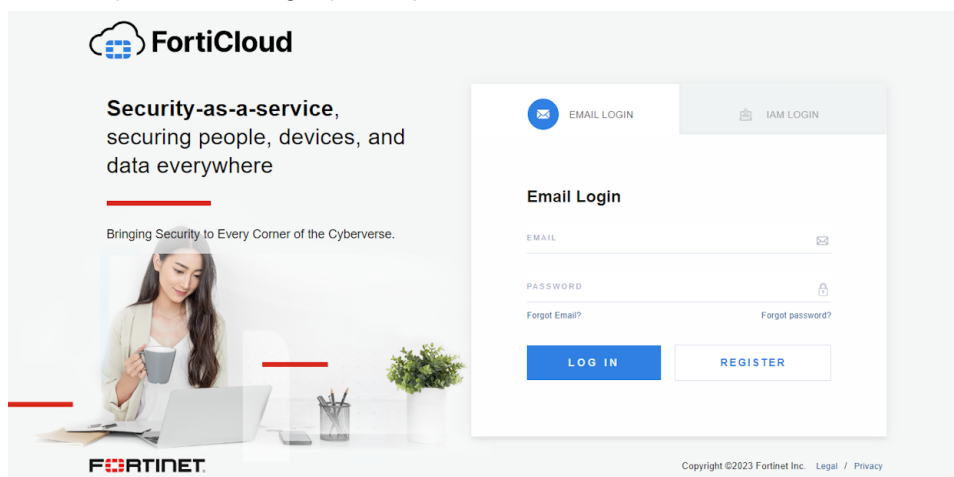 FortiCloud
Security-as-a-service,
securing people, devices, and
data everywhere
Bringing Security to Every Corner of the Cyberverse.
EMAIL LOGIN
IAM LOGIN
Email Login
EMAIL
PASSWORD
Forgot Email?
Forgot password?
LOG IN
REGISTER
FORTINET
Copyright ©2023 Fortinet Inc. Legal / Privacy